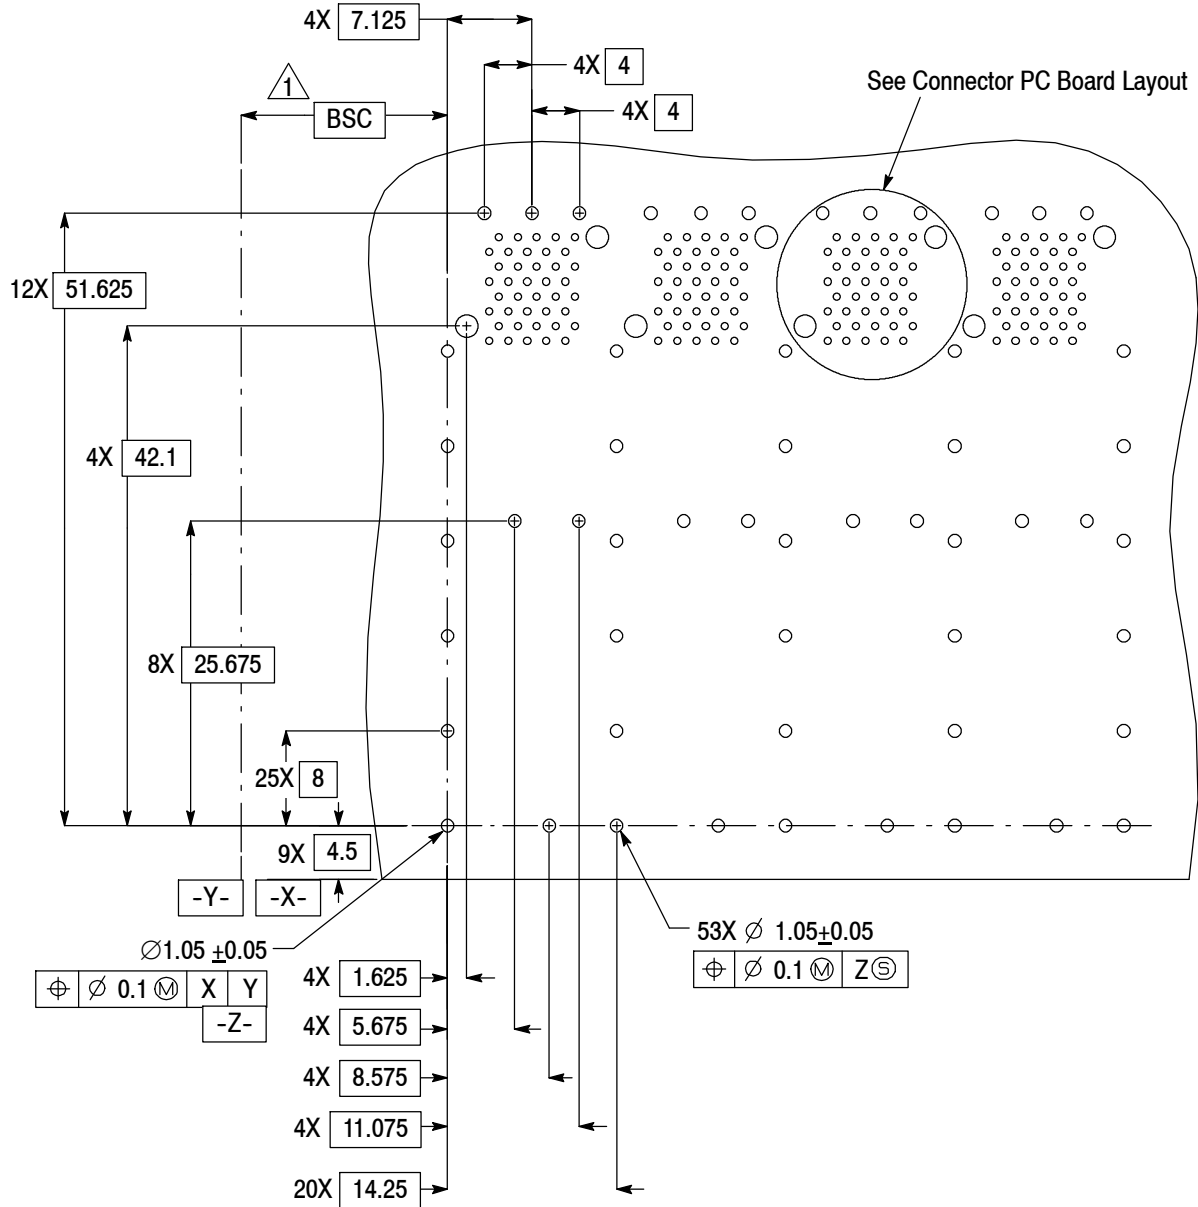 4X 7.125
4X 4
1
BSC
4X 4
See Connector PC Board Layout
12X 51.625
4X 42.1
8X 25.675
25X 8
9X 4.5
-Y- -X-
∅1.05 ±0.05
⌖ ∅ 0.1 Ⓜ X Y
-Z-
53X ∅ 1.05±0.05
⌖ ∅ 0.1 Ⓜ Z Ⓢ
4X 1.625
4X 5.675
4X 8.575
4X 11.075
20X 14.25